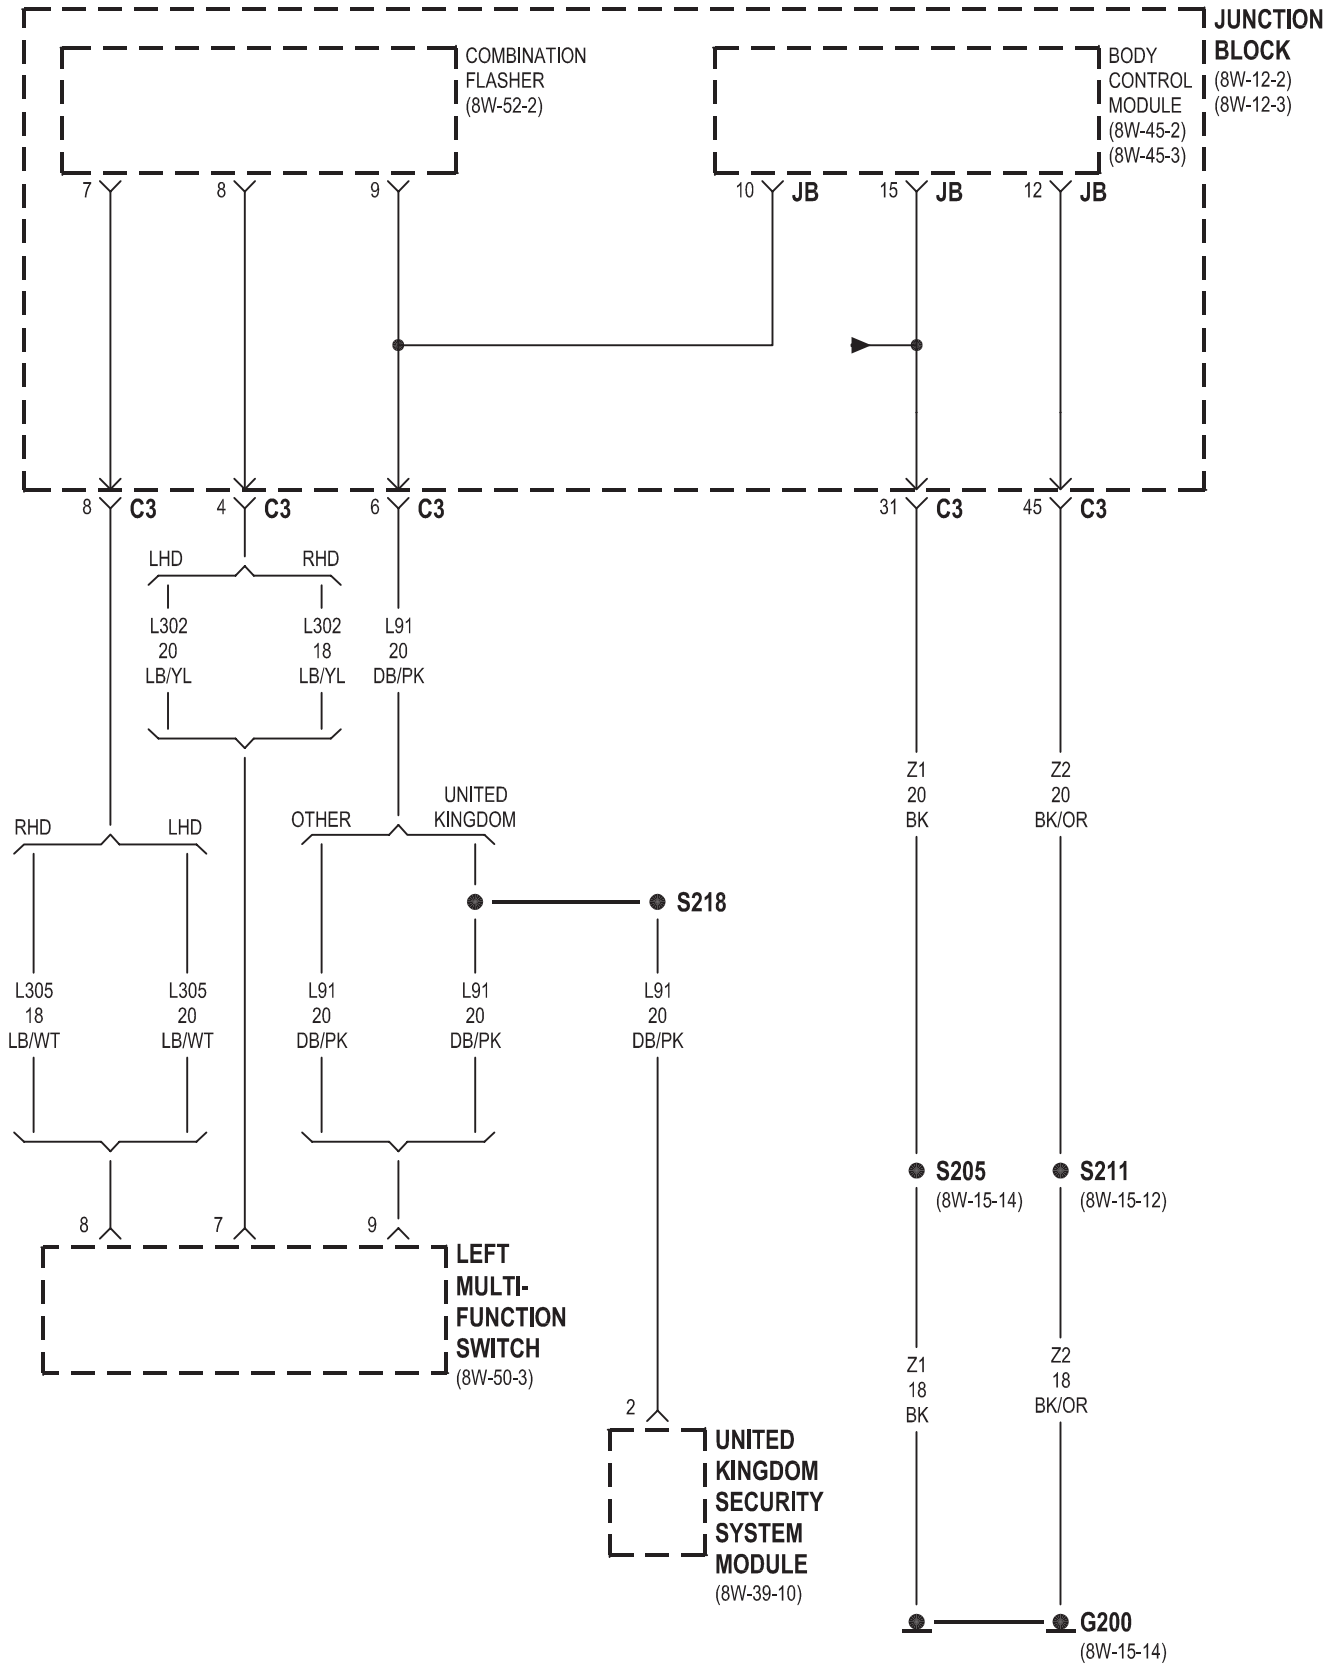 JUNCTION
BLOCK
(8W-12-2)
(8W-12-3)
COMBINATION
FLASHER
(8W-52-2)
BODY
CONTROL
MODULE
(8W-45-2)
(8W-45-3)
7
8
9
10 JB
15 JB
12 JB
8 C3
4 C3
6 C3
31 C3
45 C3
LHD
RHD
L302
20
LB/YL
L302
18
LB/YL
L91
20
DB/PK
Z1
20
BK
Z2
20
BK/OR
RHD
LHD
OTHER
UNITED
KINGDOM
S218
L305
18
LB/WT
L305
20
LB/WT
L91
20
DB/PK
L91
20
DB/PK
L91
20
DB/PK
S205
(8W-15-14)
S211
(8W-15-12)
8
7
9
LEFT
MULTI-
FUNCTION
SWITCH
(8W-50-3)
Z1
18
BK
Z2
18
BK/OR
2
UNITED
KINGDOM
SECURITY
SYSTEM
MODULE
(8W-39-10)
G200
(8W-15-14)